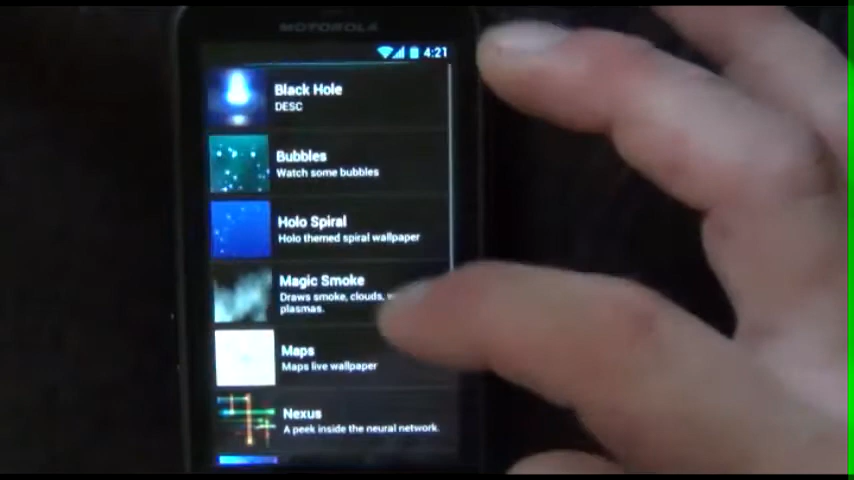 MOTOROLA
4:21
Black Hole
DESC
Bubbles
Watch some bubbles
Holo Spiral
Holo themed spiral wallpaper
Magic Smoke
Draws smoke, clouds,
plasmas.
Maps
Maps live wallpaper
Nexus
A peek inside the neural network.